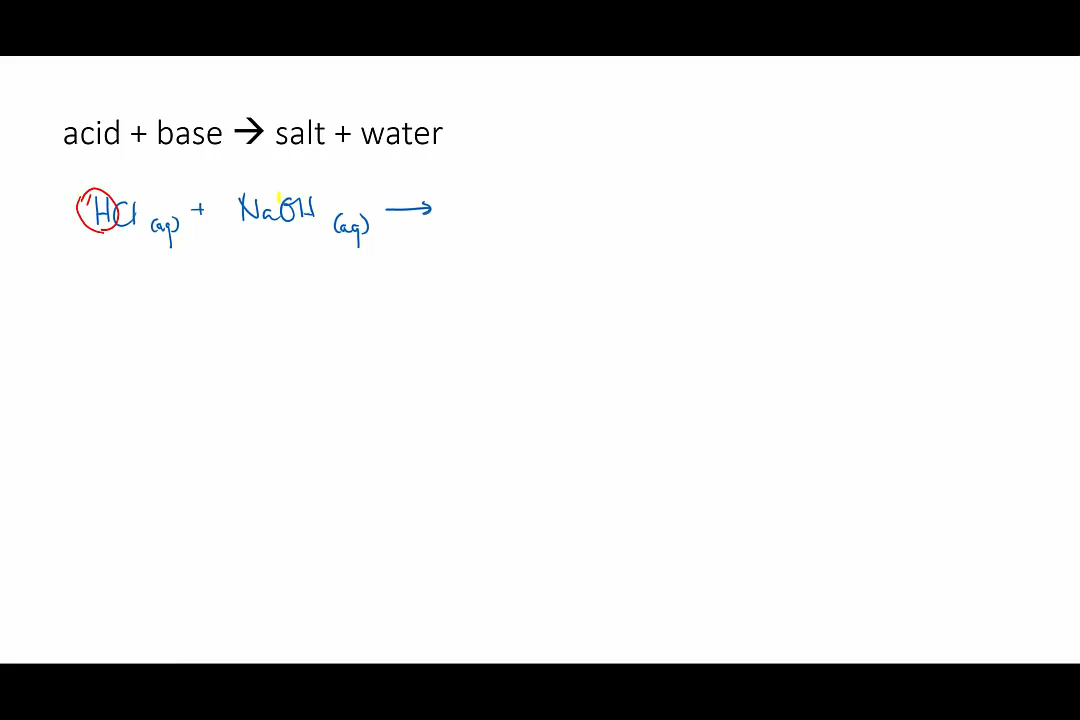 acid + base → salt + water
HCl (aq) + NaOH (aq) →